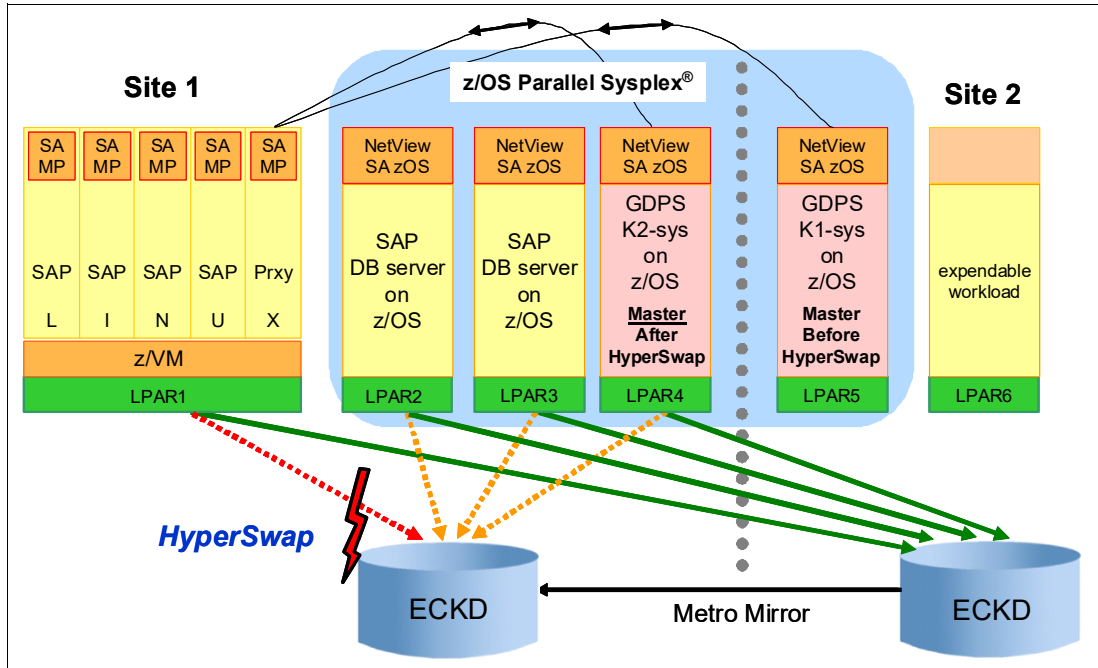 Site 1
z/OS Parallel Sysplex®
Site 2
SA
MP
SA
MP
SA
MP
SA
MP
SA
MP
SAP
SAP
SAP
SAP
Prxy
L
I
N
U
X
z/VM
LPAR1
NetView
SA zOS
SAP
DB server
on
z/OS
LPAR2
NetView
SA zOS
SAP
DB server
on
z/OS
LPAR3
NetView
SA zOS
GDPS
K2-sys
on
z/OS
Master
After
HyperSwap
LPAR4
NetView
SA zOS
GDPS
K1-sys
on
z/OS
Master
Before
HyperSwap
LPAR5
expendable
workload
LPAR6
HyperSwap
ECKD
Metro Mirror
ECKD